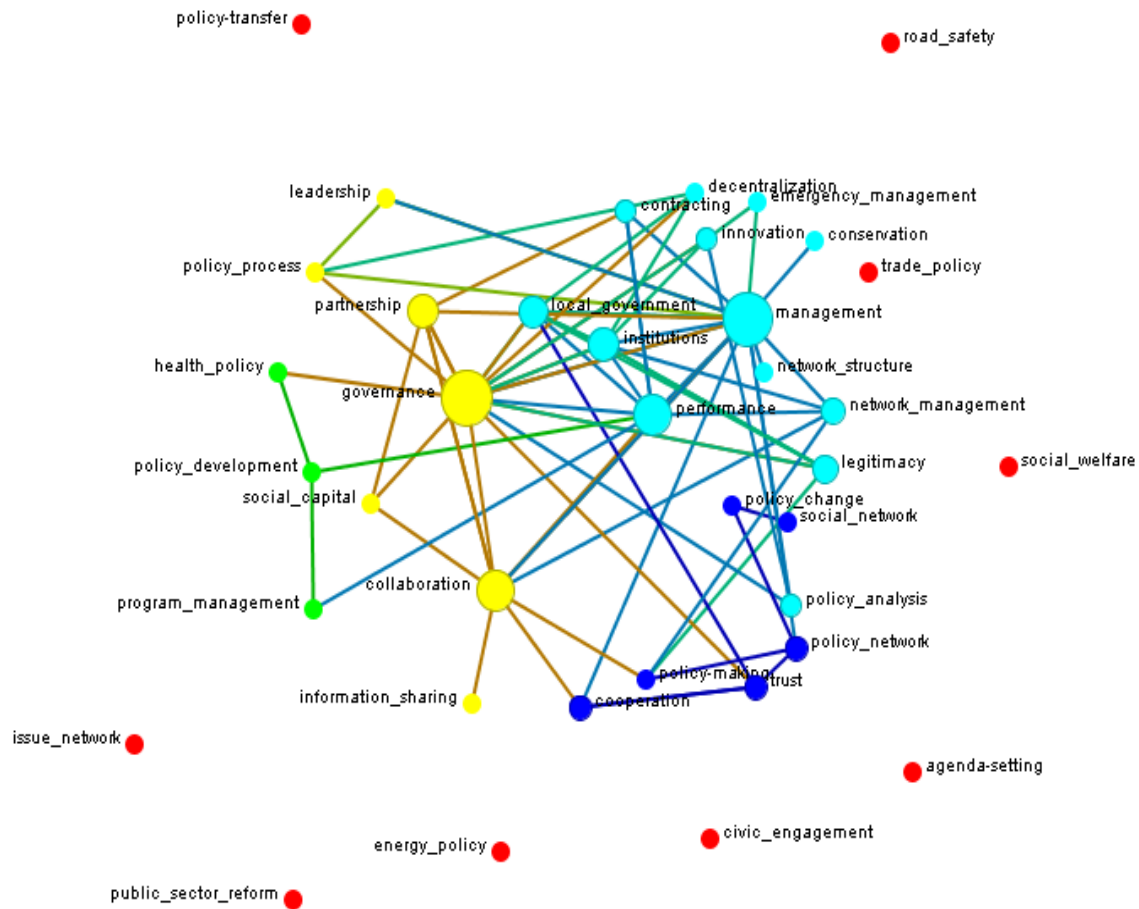 policy-transfer
road_safety
leadership
decentralization
emergency_management
contracting
innovation
conservation
policy_process
trade_policy
partnership
local_government
management
institutions
health_policy
network_structure
governance
performance
network_management
policy_development
legitimacy
social_welfare
social_capital
policy_change
social_network
collaboration
program_management
policy_analysis
policy_network
policy-making
trust
information_sharing
cooperation
issue_network
agenda-setting
energy_policy
civic_engagement
public_sector_reform